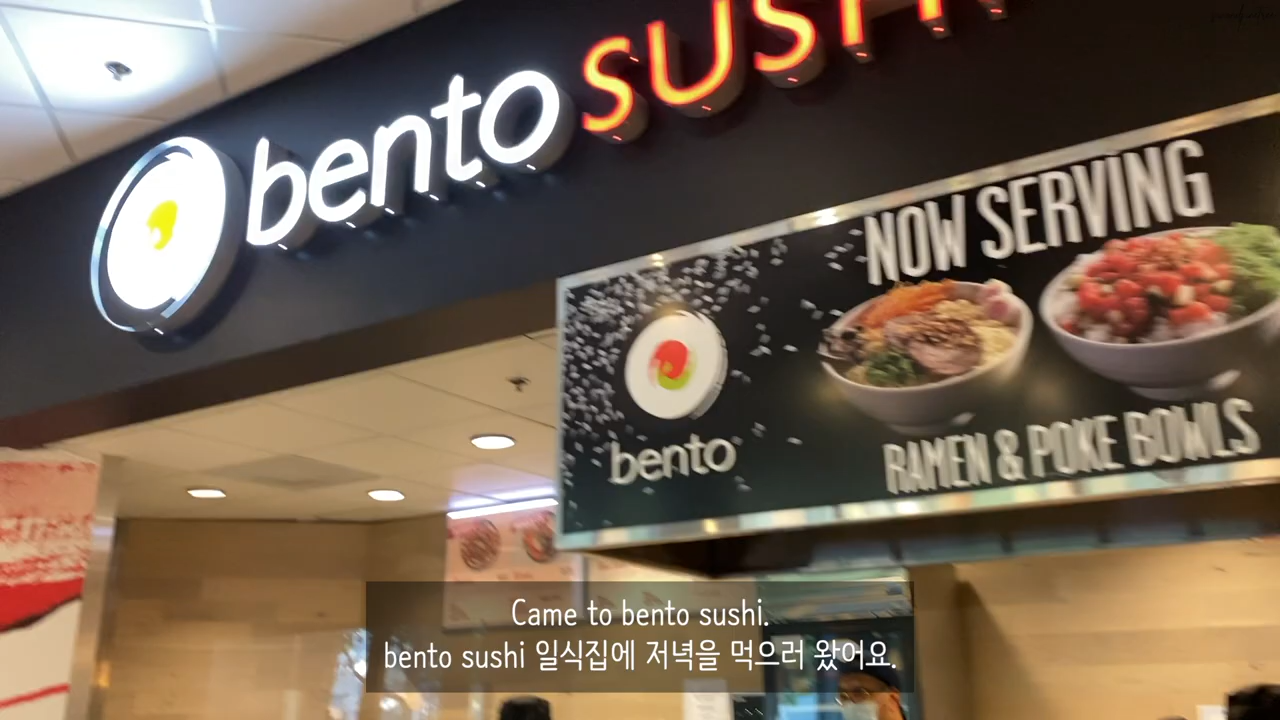 bento SUSHI
NOW SERVING
bento
RAMEN & POKE BOWLS
Came to bento sushi.
bento sushi 일식집에 저녁을 먹으러 왔어요.